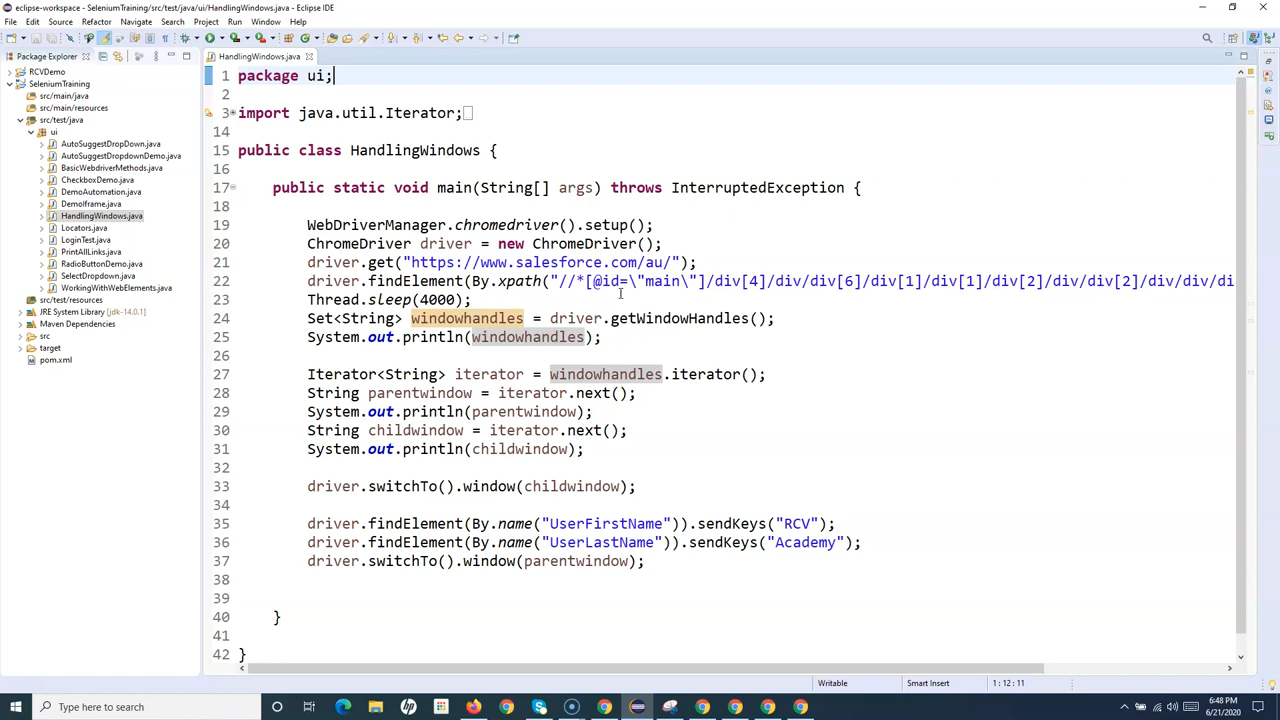 eclipse-workspace - SeleniumTraining/src/test/java/ui/HandlingWindows.java - Eclipse IDE
File Edit Source Refactor Navigate Search Project Run Window Help
Package Explorer
HandlingWindows.java
RCVDemo
SeleniumTraining
src/main/java
src/main/resources
src/test/java
ui
AutoSuggestDropDown.java
AutoSuggestDropdownDemo.java
BasicWebdriverMethods.java
CheckboxDemo.java
DemoAutomation.java
DemoIframe.java
HandlingWindows.java
Locators.java
LoginTest.java
PrintAllLinks.java
RadioButtonDemo.java
SelectDropdown.java
WorkingWithWebElements.java
src/test/resources
JRE System Library [jdk-14.0.1]
Maven Dependencies
src
target
pom.xml
1 package ui;
2
3 import java.util.Iterator;
14
15 public class HandlingWindows {
16
17 public static void main(String[] args) throws InterruptedException {
18
19 WebDriverManager.chromedriver().setup();
20 ChromeDriver driver = new ChromeDriver();
21 driver.get("https://www.salesforce.com/au/");
22 driver.findElement(By.xpath("//*[@id=\"main\"]/div[4]/div/div[6]/div[1]/div[1]/div[2]/div/div[2]/div/di
23 Thread.sleep(4000);
24 Set<String> windowhandles = driver.getWindowHandles();
25 System.out.println(windowhandles);
26
27 Iterator<String> iterator = windowhandles.iterator();
28 String parentwindow = iterator.next();
29 System.out.println(parentwindow);
30 String childwindow = iterator.next();
31 System.out.println(childwindow);
32
33 driver.switchTo().window(childwindow);
34
35 driver.findElement(By.name("UserFirstName")).sendKeys("RCV");
36 driver.findElement(By.name("UserLastName")).sendKeys("Academy");
37 driver.switchTo().window(parentwindow);
38
39
40 }
41
42 }
Writable Smart Insert 1 : 12 : 11
Type here to search
6:48 PM
6/21/2020